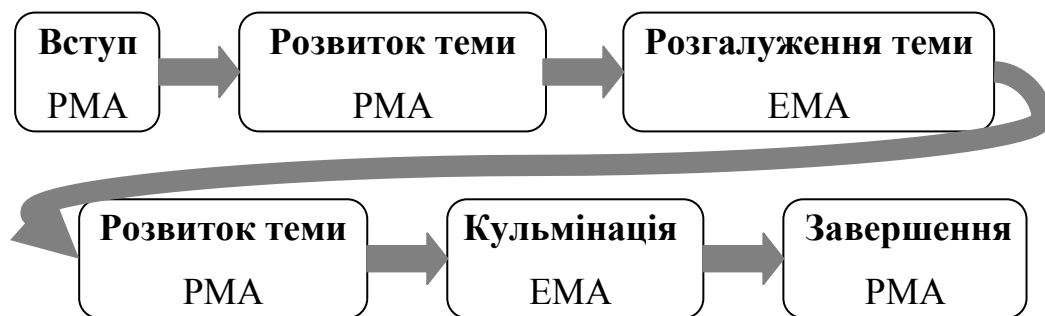 Вступ
РМА
Розвиток теми
РМА
Розгалуження теми
ЕМА
Розвиток теми
РМА
Кульмінація
ЕМА
Завершення
РМА